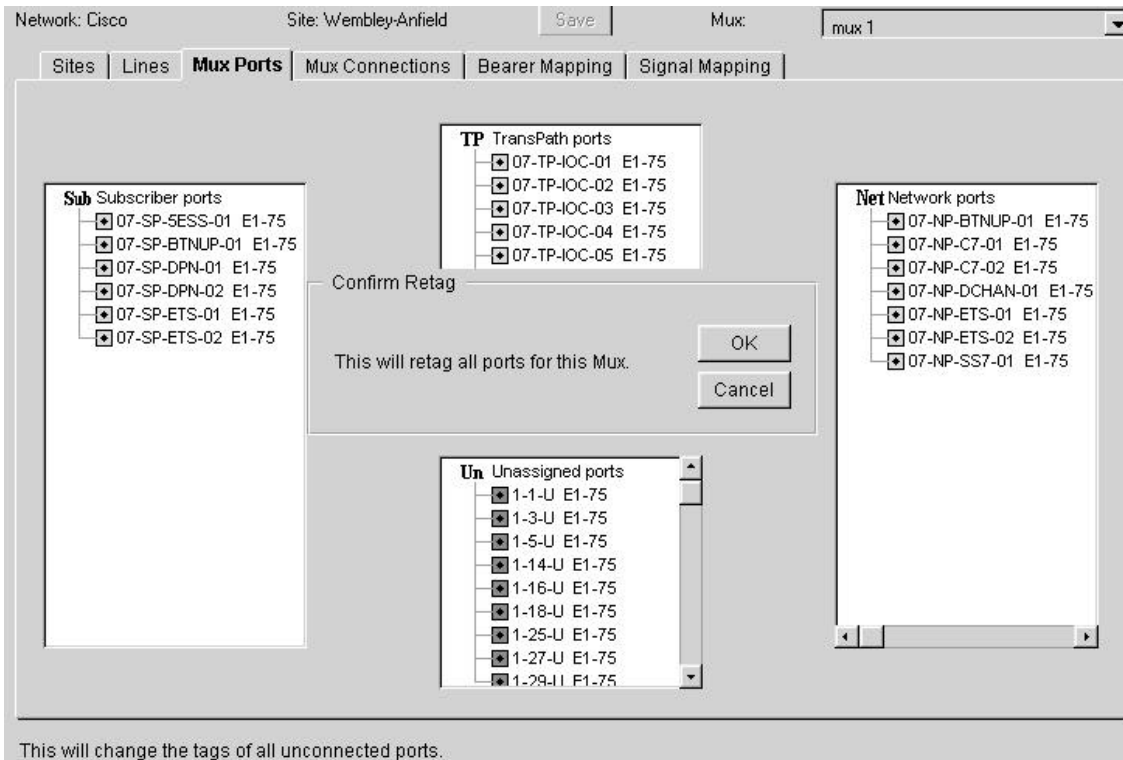 Network: Cisco Site: Wembley-Anfield Save Mux: mux 1
Sites Lines Mux Ports Mux Connections Bearer Mapping Signal Mapping
TP TransPath ports
07-TP-IOC-01 E1-75
07-TP-IOC-02 E1-75
07-TP-IOC-03 E1-75
07-TP-IOC-04 E1-75
07-TP-IOC-05 E1-75
Sub Subscriber ports
07-SP-5ESS-01 E1-75
07-SP-BTNUP-01 E1-75
07-SP-DPN-01 E1-75
07-SP-DPN-02 E1-75
07-SP-ETS-01 E1-75
07-SP-ETS-02 E1-75
Net Network ports
07-NP-BTNUP-01 E1-75
07-NP-C7-01 E1-75
07-NP-C7-02 E1-75
07-NP-DCHAN-01 E1-75
07-NP-ETS-01 E1-75
07-NP-ETS-02 E1-75
07-NP-SS7-01 E1-75
Confirm Retag
This will retag all ports for this Mux.
OK
Cancel
Un Unassigned ports
1-1-U E1-75
1-3-U E1-75
1-5-U E1-75
1-14-U E1-75
1-16-U E1-75
1-18-U E1-75
1-25-U E1-75
1-27-U E1-75
1-29-U E1-75
This will change the tags of all unconnected ports.